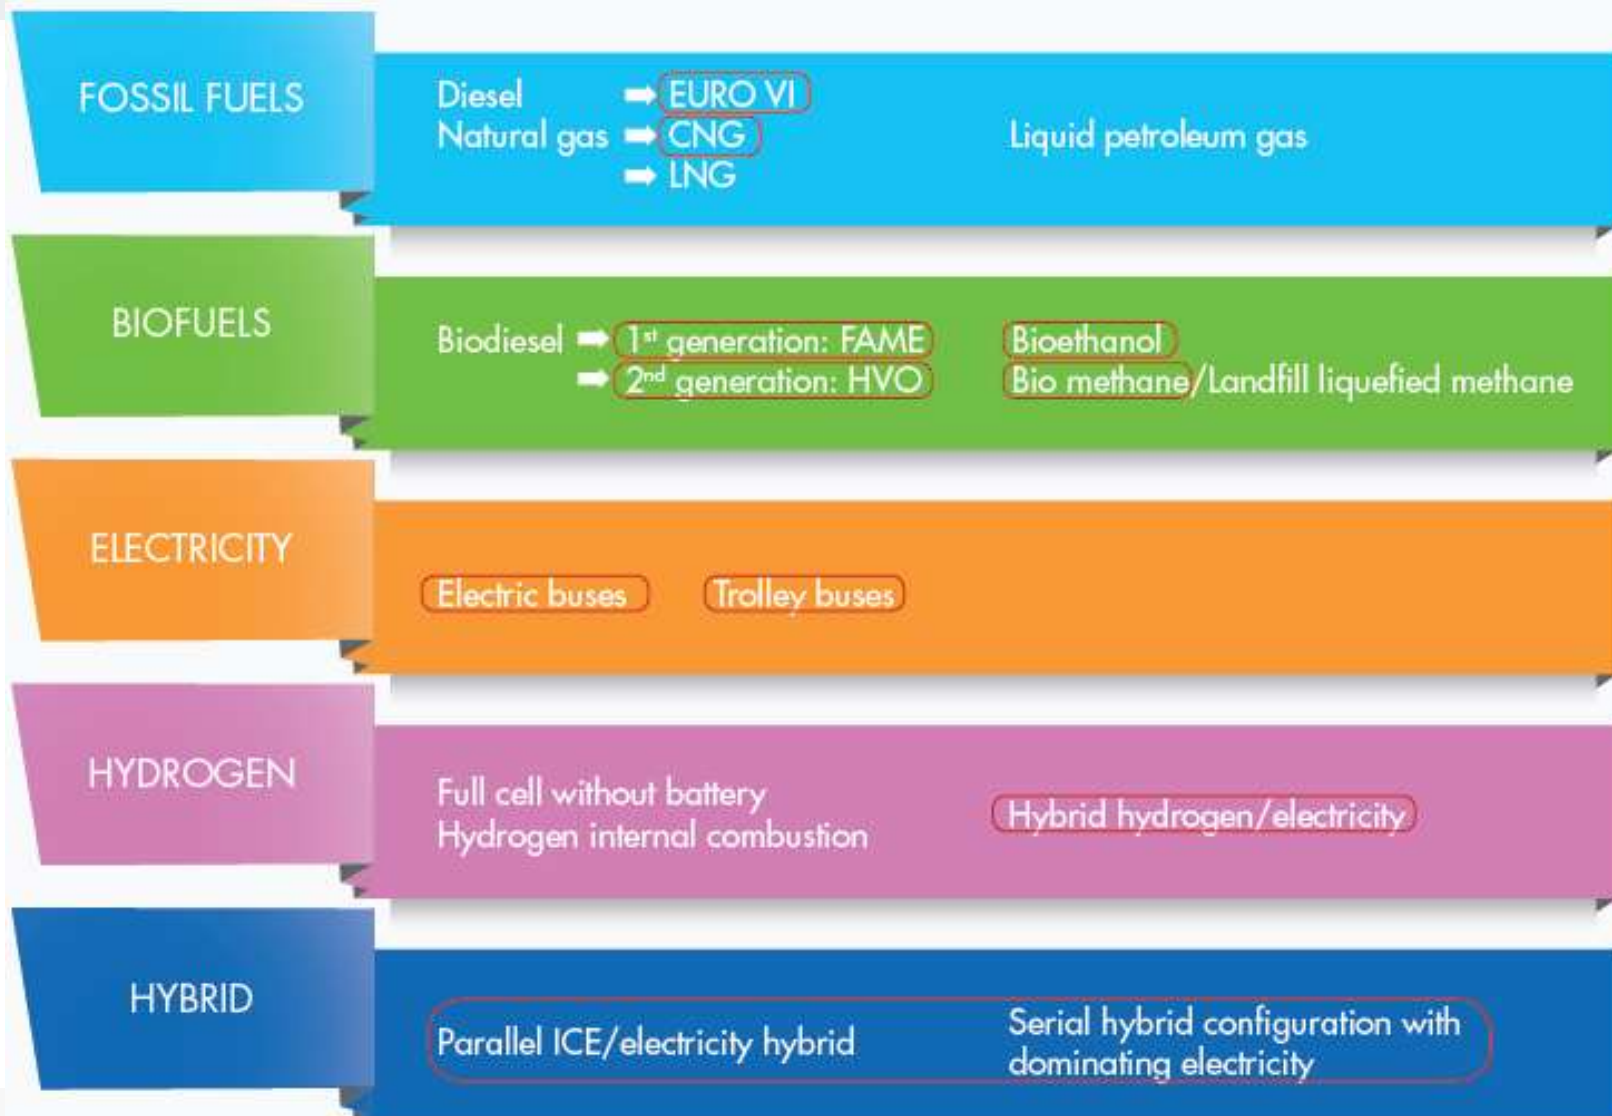 FOSSIL FUELS
Diesel ➡ EURO VI
Natural gas ➡ CNG
➡ LNG
Liquid petroleum gas
BIOFUELS
Biodiesel ➡ 1st generation: FAME
➡ 2nd generation: HVO
Bioethanol
Bio methane/Landfill liquefied methane
ELECTRICITY
Electric buses
Trolley buses
HYDROGEN
Full cell without battery
Hydrogen internal combustion
Hybrid hydrogen/electricity
HYBRID
Parallel ICE/electricity hybrid
Serial hybrid configuration with
dominating electricity